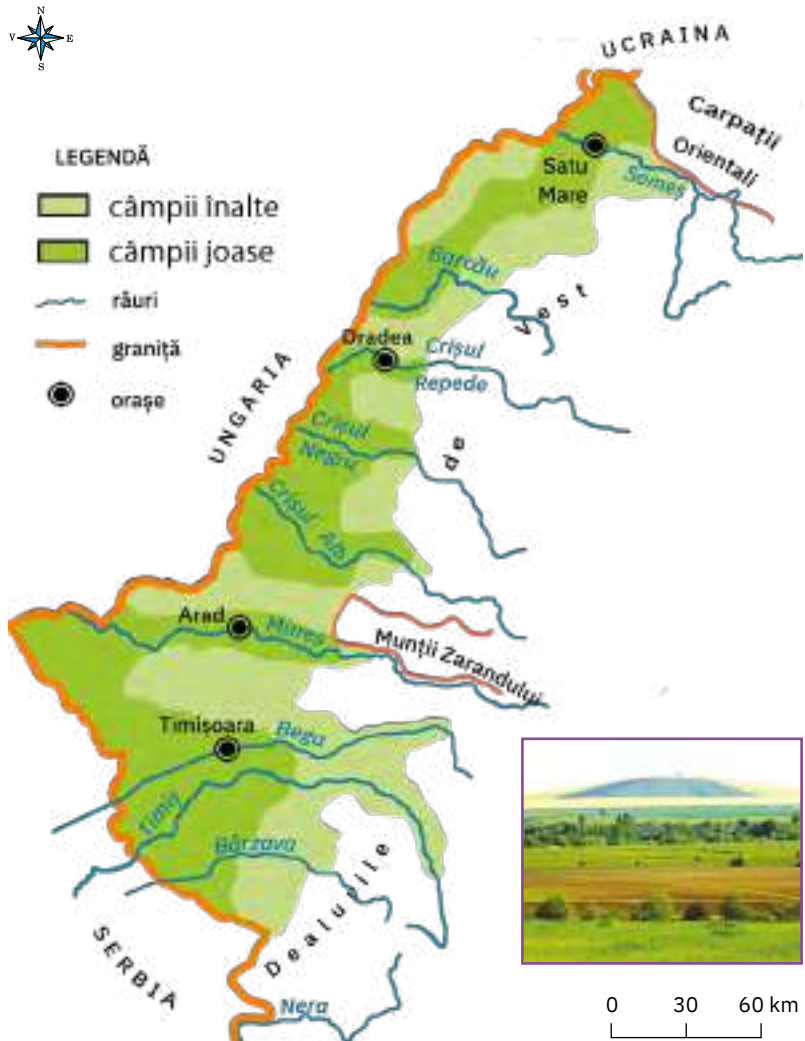 N
V E
S
UCRAINA
Carpații
Orientali
LEGENDĂ
câmpii înalte
câmpii joase
râuri
graniță
orașe
Satu
Mare
Someș
Barcău
Oradea
Crișul
Repede
UNGARIA
Crișul
Negru
Crișul Alb
Arad
Mureș
Munții Zarandului
Timișoara
Bega
Timiș
Bârzava
SERBIA
Nera
Dealurile
de
Vest
0 30 60 km